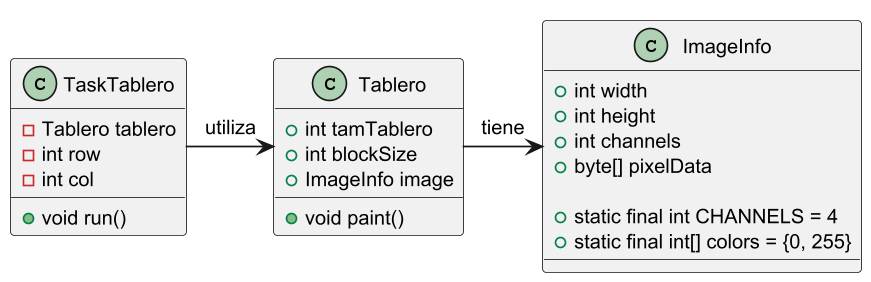 C TaskTablero
Tablero tablero
int row
int col
void run()
utiliza
C Tablero
int tamTablero
int blockSize
ImageInfo image
void paint()
tiene
C ImageInfo
int width
int height
int channels
byte[] pixelData
static final int CHANNELS = 4
static final int[] colors = {0, 255}